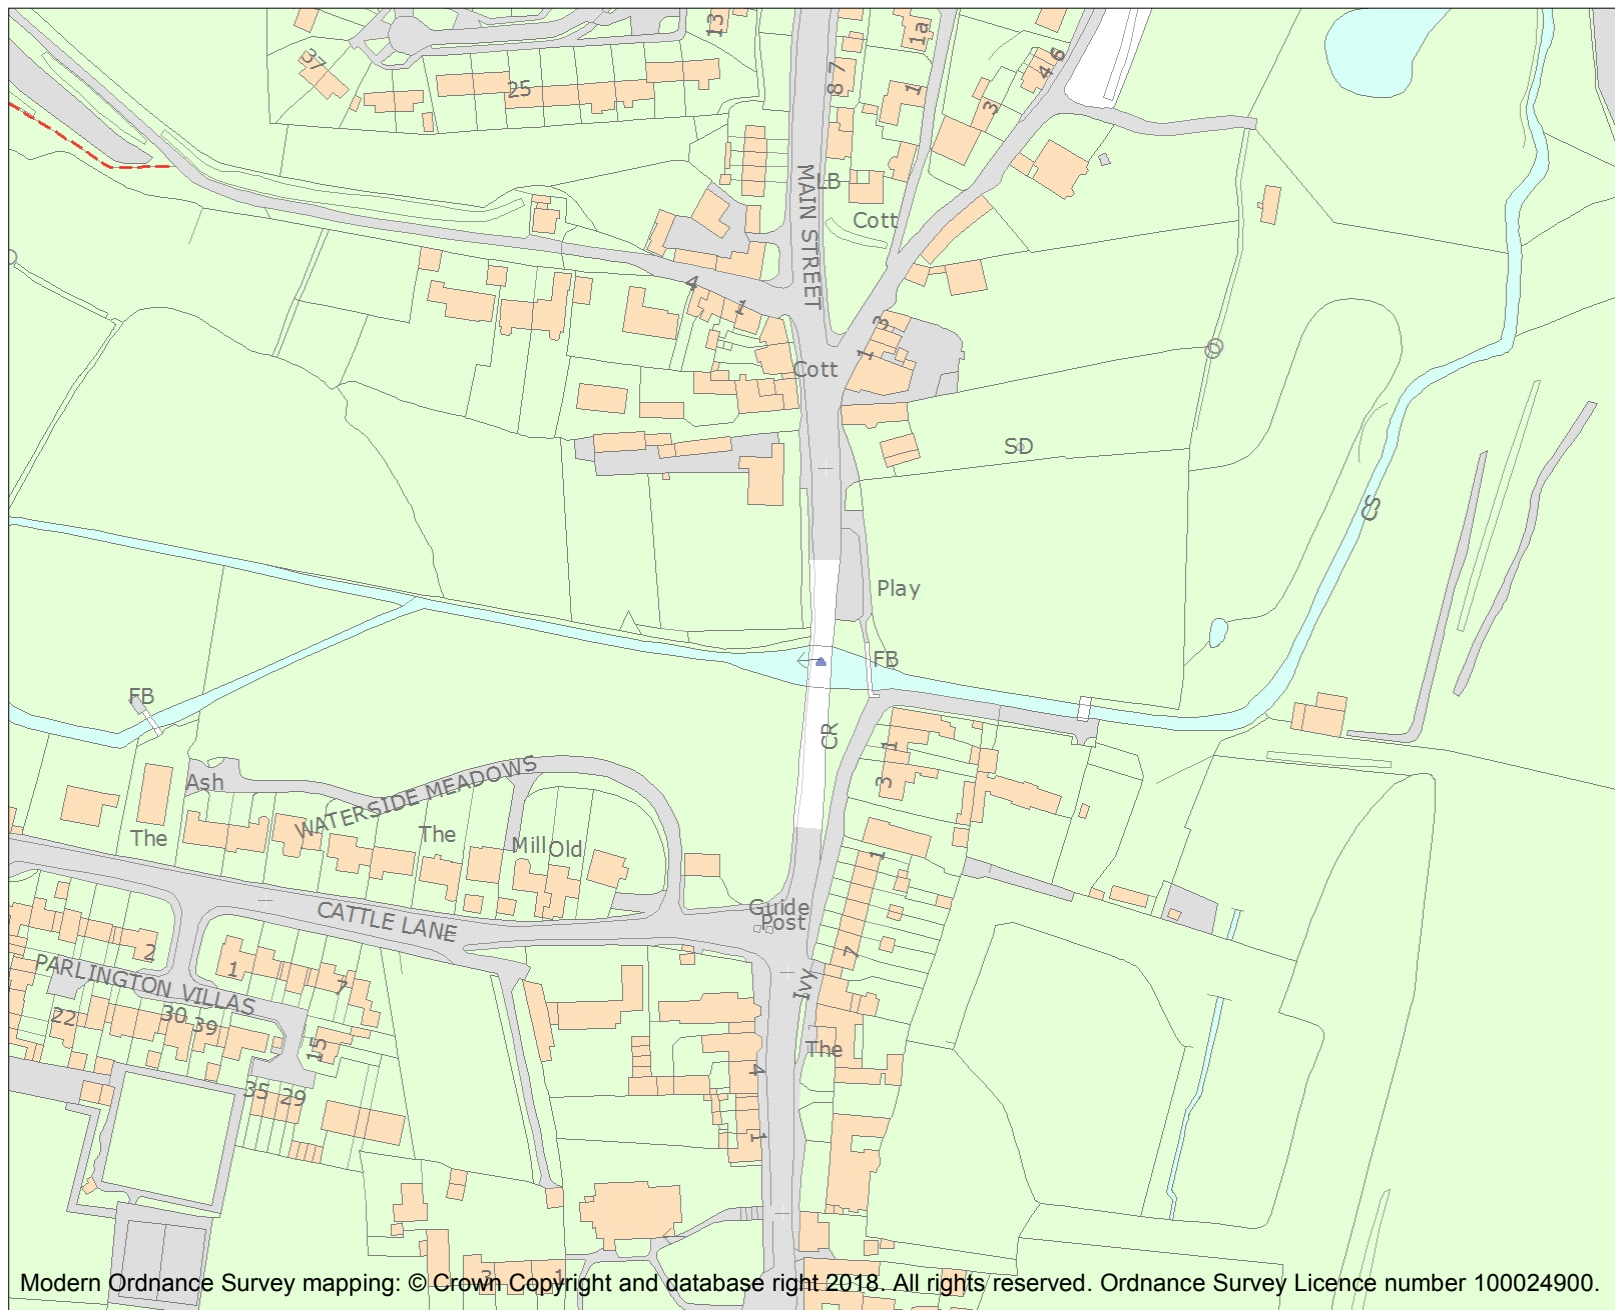 13
1a
37
25
8 7
1
4 6
3
MAIN STREET
LB
Cott
4
1
3
1
Cott
SD
CS
Play
FB
FB
CR
1
3
Ash
WATERSIDE MEADOWS
The
The
Mill
Old
1
Guide
Post
CATTLE LANE
2
1
7
7
PARLINGTON VILLAS
Ivy
22
30
39
15
The
4
35
29
1
3
1
Modern Ordnance Survey mapping: © Crown Copyright and database right 2018. All rights reserved. Ordnance Survey Licence number 100024900.